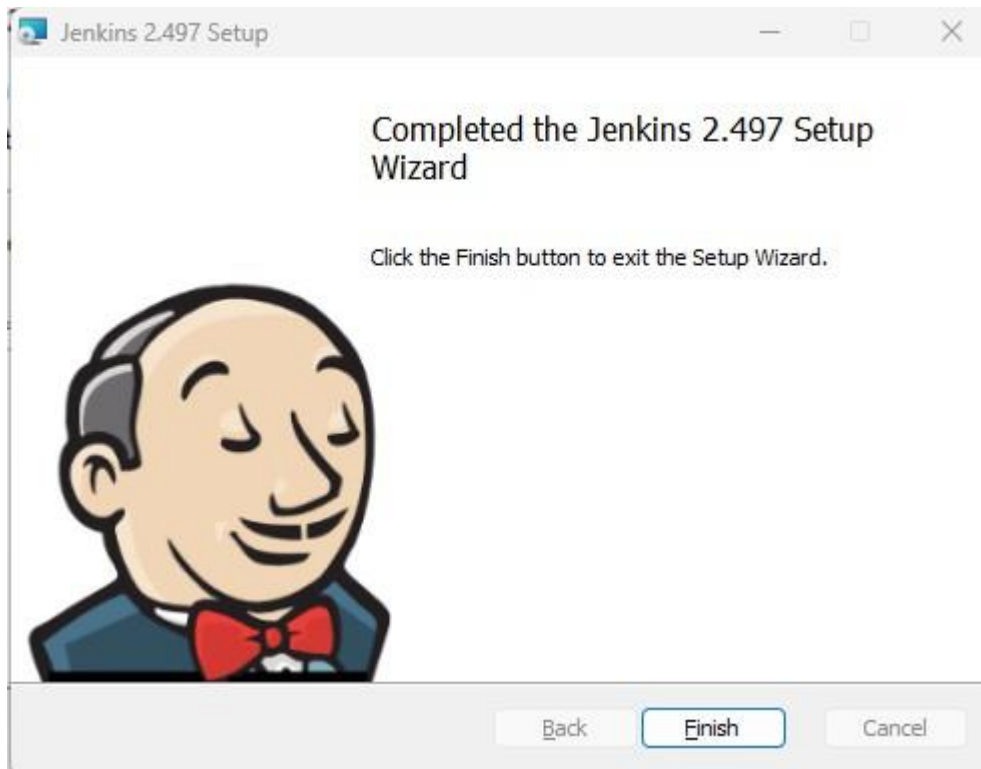 Jenkins 2.497 Setup
Completed the Jenkins 2.497 Setup
Wizard
Click the Finish button to exit the Setup Wizard.
Back
Finish
Cancel